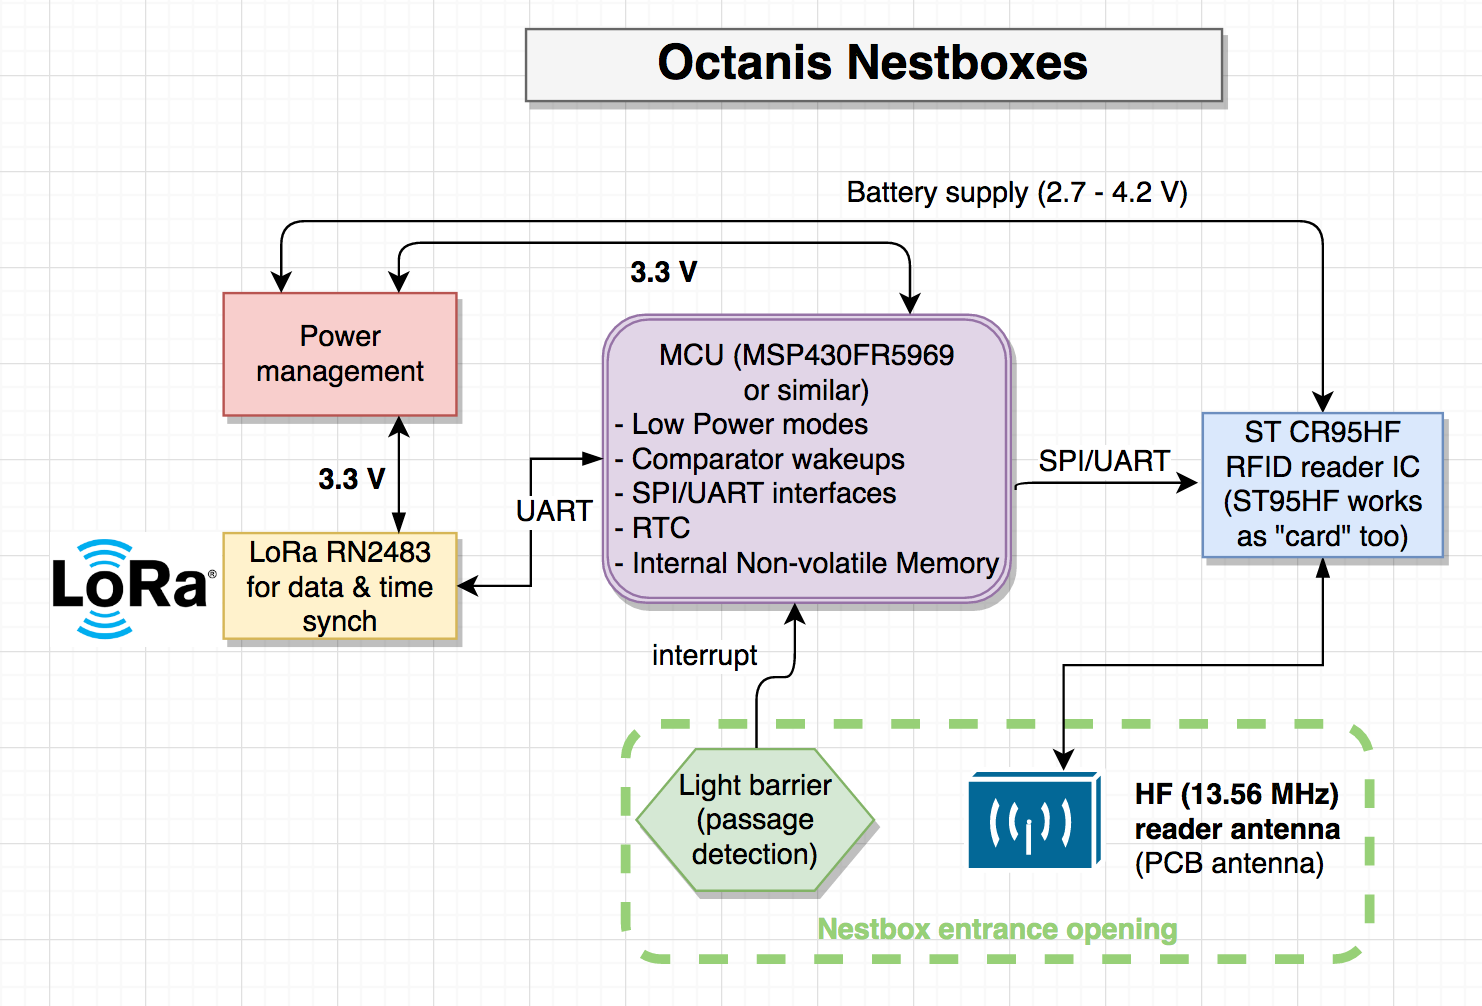 Octanis Nestboxes
Battery supply (2.7 - 4.2 V)
3.3 V
Power
management
MCU (MSP430FR5969
or similar)
- Low Power modes
- Comparator wakeups
- SPI/UART interfaces
- RTC
- Internal Non-volatile Memory
SPI/UART
ST CR95HF
RFID reader IC
(ST95HF works
as "card" too)
3.3 V
UART
LoRa®
LoRa RN2483
for data & time
synch
interrupt
Light barrier
(passage
detection)
HF (13.56 MHz)
reader antenna
(PCB antenna)
Nestbox entrance opening